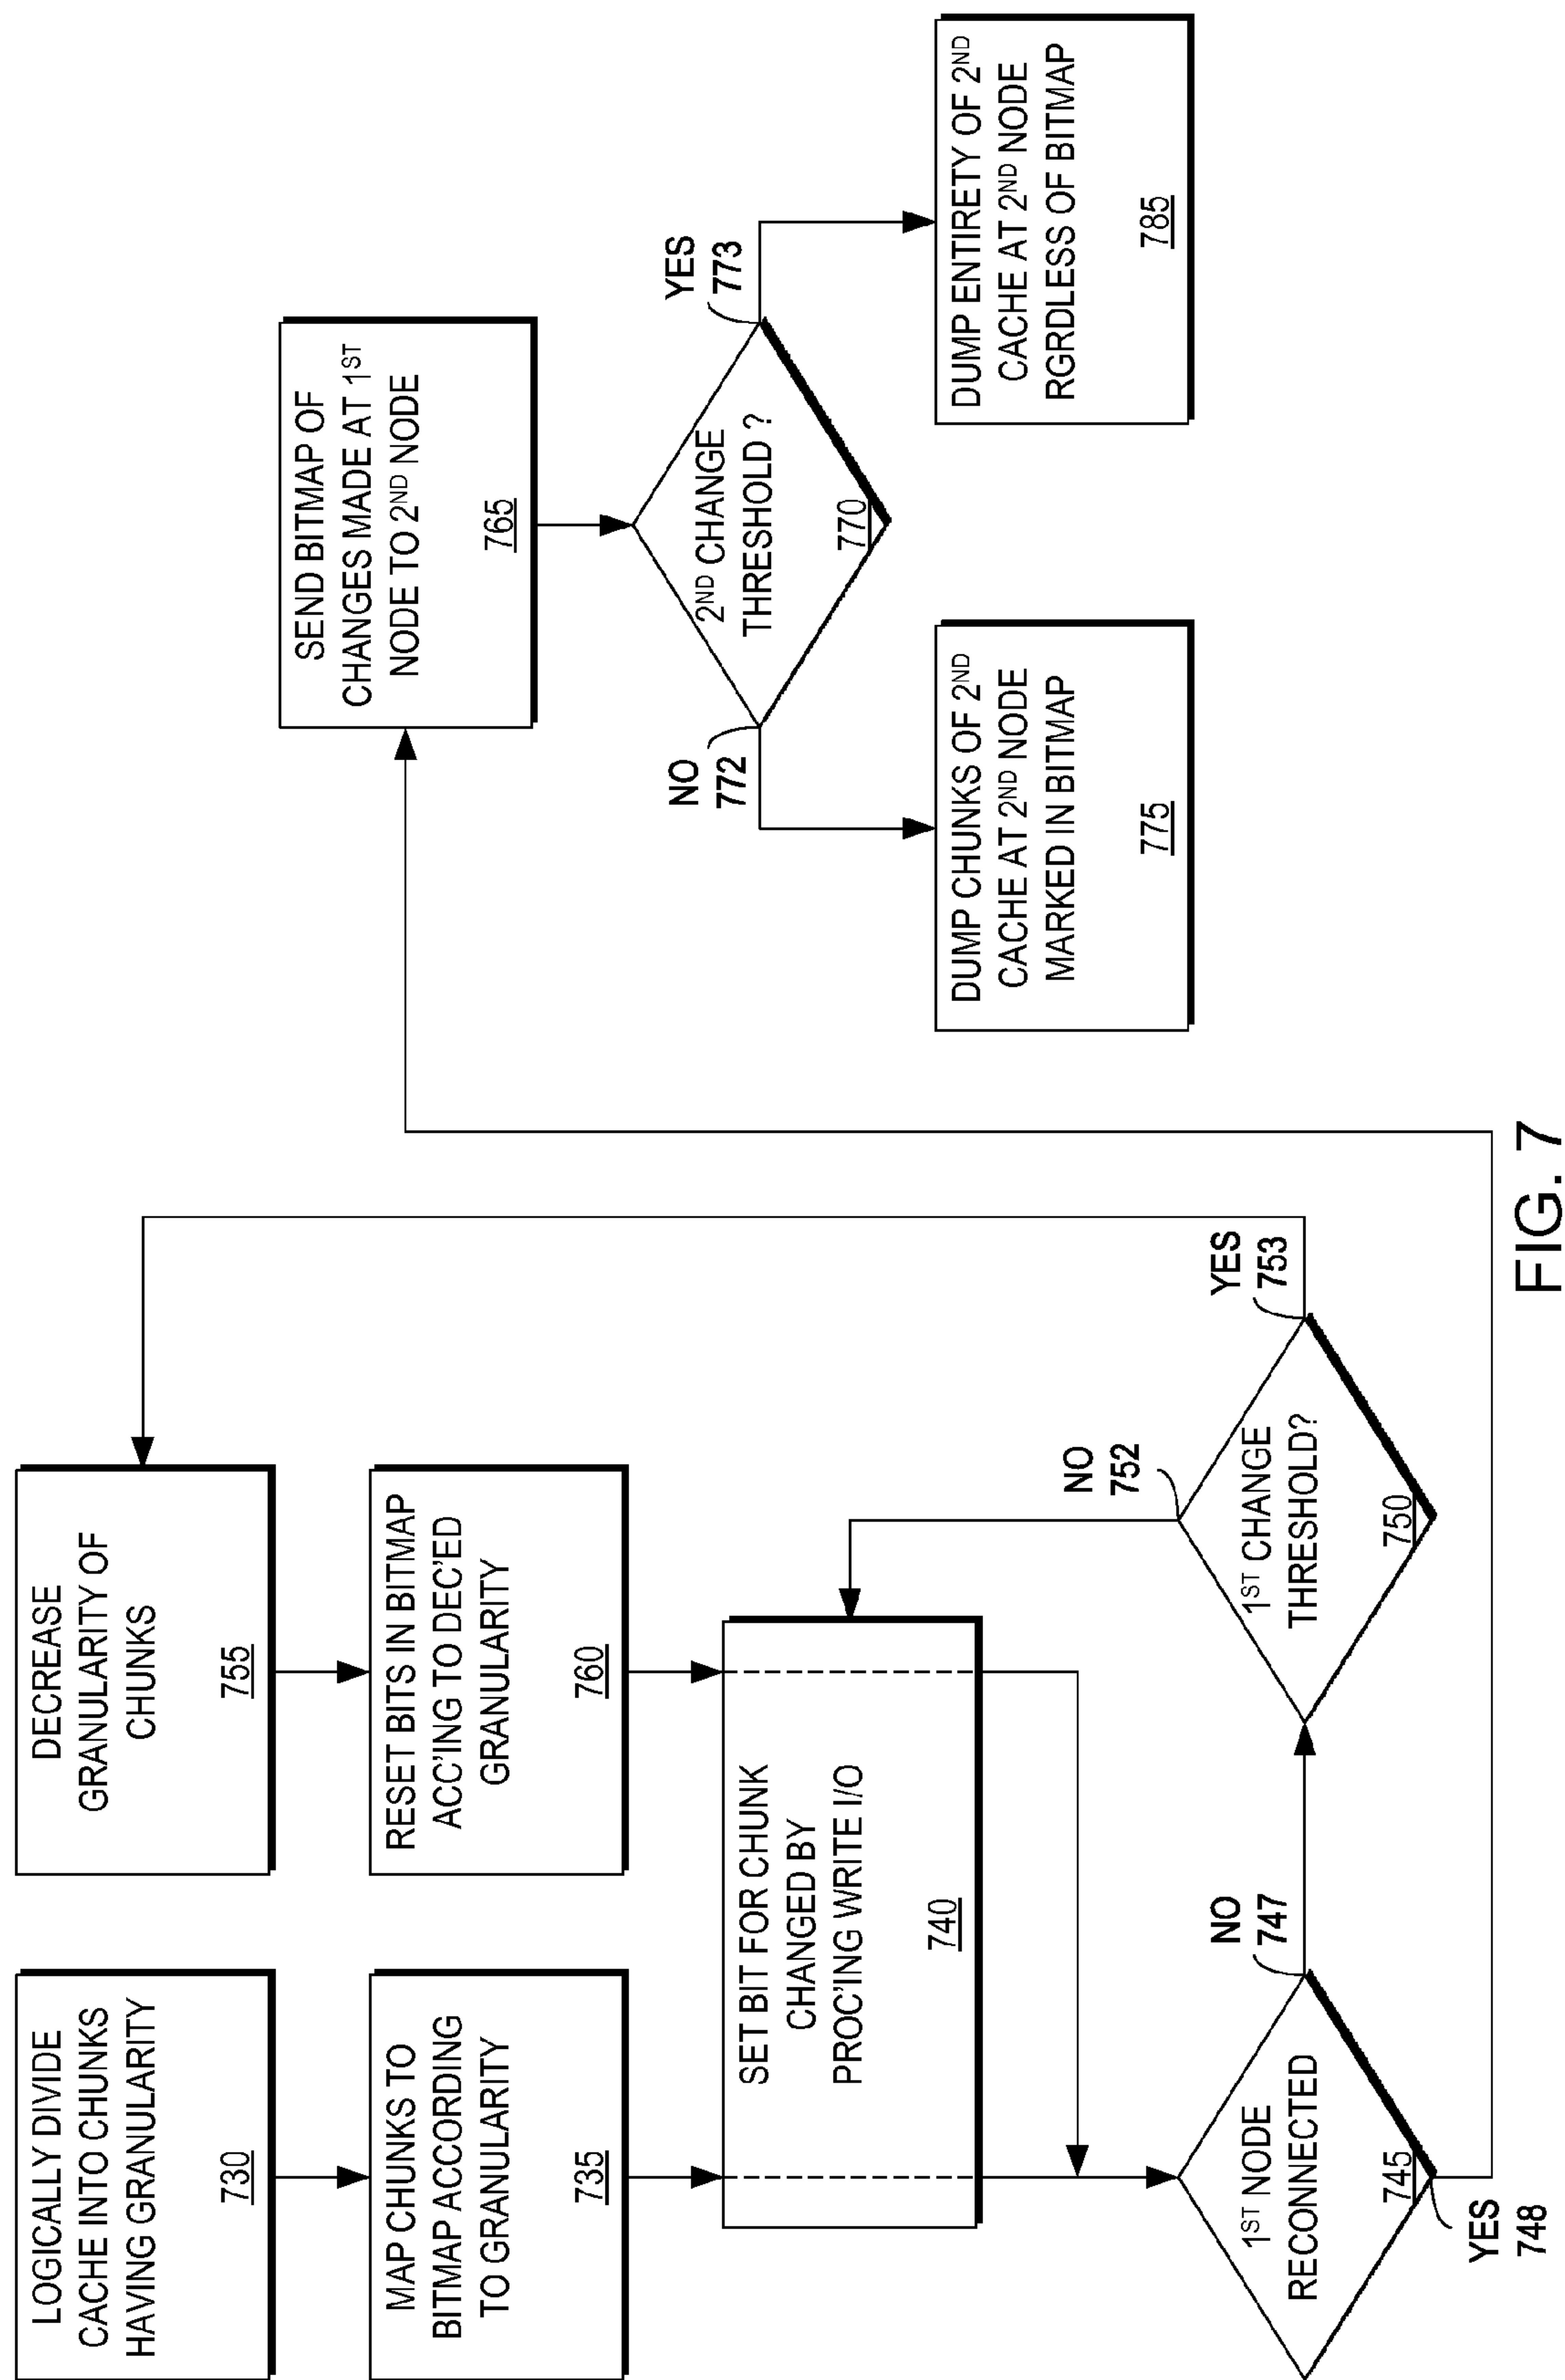 LOGICALLY DIVIDE
CACHE INTO CHUNKS
HAVING GRANULARITY
730
MAP CHUNKS TO
BITMAP ACCORDING
TO GRANULARITY
735
DECREASE
GRANULARITY OF
CHUNKS
755
RESET BITS IN BITMAP
ACC'ING TO DEC'ED
GRANULARITY
760
SET BIT FOR CHUNK
CHANGED BY
PROC'ING WRITE I/O
740
1ST NODE
RECONNECTED
745
NO
747
YES
748
1ST CHANGE
THRESHOLD?
750
NO
752
YES
753
SEND BITMAP OF
CHANGES MADE AT 1ST
NODE TO 2ND NODE
765
2ND CHANGE
THRESHOLD ?
770
NO
772
YES
773
DUMP CHUNKS OF 2ND
CACHE AT 2ND NODE
MARKED IN BITMAP
775
DUMP ENTIRETY OF 2ND
CACHE AT 2ND NODE
RGRDLESS OF BITMAP
785
FIG. 7